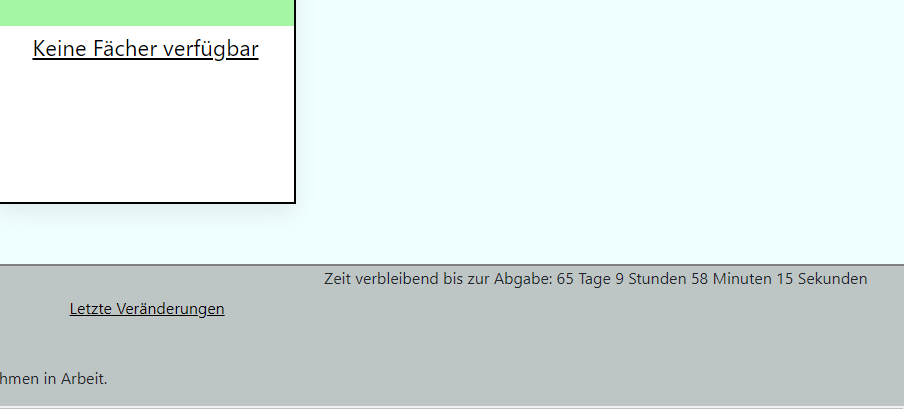 Keine Fächer verfügbar
Zeit verbleibend bis zur Abgabe: 65 Tage 9 Stunden 58 Minuten 15 Sekunden
Letzte Veränderungen
hmen in Arbeit.